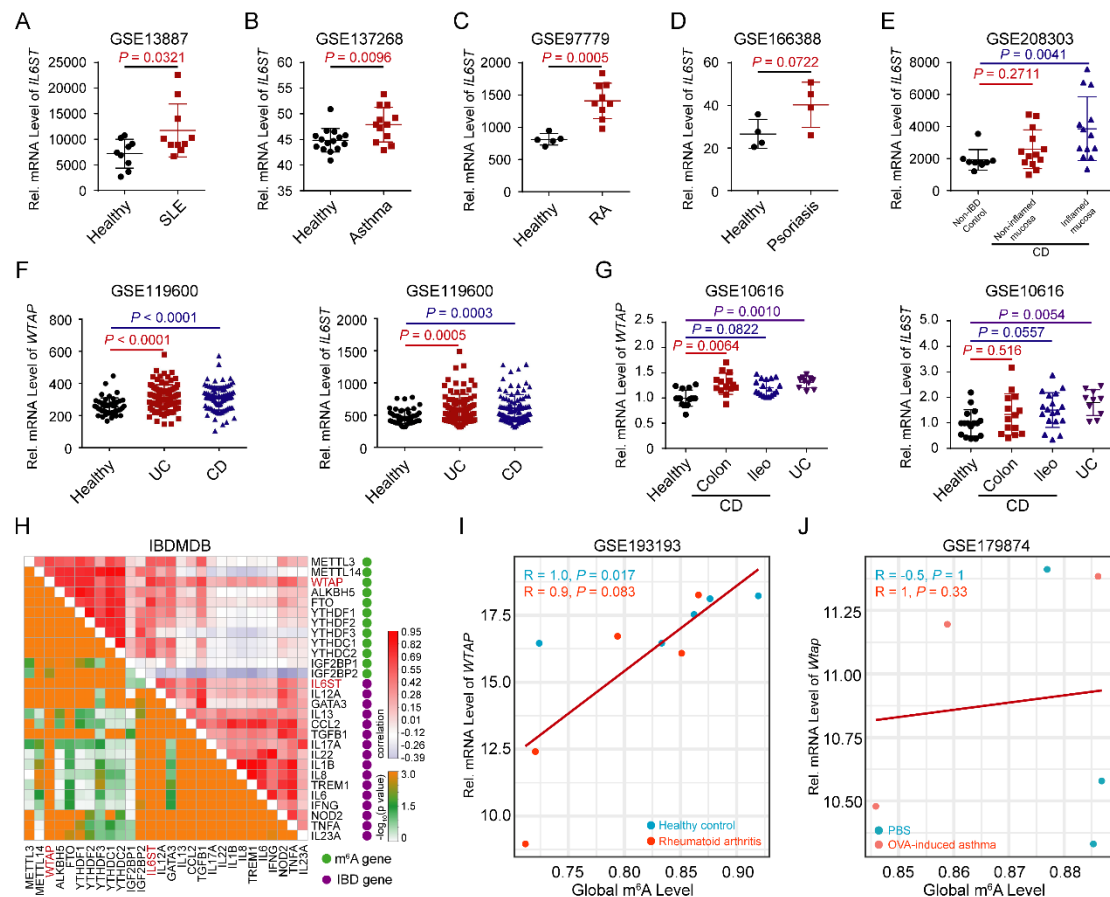 A
GSE13887
P = 0.0321
Rel. mRNA Level of IL6ST
25000
20000
15000
10000
5000
0
Healthy
SLE
B
GSE137268
P = 0.0096
Rel. mRNA Level of IL6ST
65
60
55
50
45
40
35
Healthy
Asthma
C
GSE97779
P = 0.0005
Rel. mRNA Level of IL6ST
2000
1500
1000
500
0
Healthy
RA
D
GSE166388
P = 0.0722
Rel. mRNA Level of IL6ST
60
40
20
0
Healthy
Psoriasis
E
GSE208303
P = 0.0041
P = 0.2711
Rel. mRNA Level of IL6ST
8000
6000
4000
2000
0
Non-IBD
Control
Non-inflamed
mucosa
Inflamed
mucosa
CD
F
GSE119600
P < 0.0001
P < 0.0001
Rel. mRNA Level of WTAP
800
600
400
200
0
Healthy
UC
CD
GSE119600
P = 0.0003
P = 0.0005
Rel. mRNA Level of IL6ST
2000
1500
1000
500
0
Healthy
UC
CD
G
GSE10616
P = 0.0010
P = 0.0822
P = 0.0064
Rel. mRNA Level of WTAP
2.5
2.0
1.5
1.0
0.5
Healthy
Colon
Ileo
UC
CD
GSE10616
P = 0.0054
P = 0.0557
P = 0.516
Rel. mRNA Level of IL6ST
5.0
4.0
3.0
2.0
1.0
0.0
Healthy
Colon
Ileo
UC
CD
H
IBDMDB
METTL3
METTL14
WTAP
ALKBH5
FTO
YTHDF1
YTHDF2
YTHDF3
YTHDC1
YTHDC2
IGF2BP1
IGF2BP2
IL6ST
IL12A
GATA3
IL13
CCL2
TGFB1
IL17A
IL22
IL1B
IL8
TREM1
IL6
IFNG
NOD2
TNFA
IL23A
METTL3
METTL14
WTAP
ALKBH5
FTO
YTHDF1
YTHDF2
YTHDF3
YTHDC1
YTHDC2
IGF2BP1
IGF2BP2
IL6ST
IL12A
GATA3
IL13
CCL2
TGFB1
IL17A
IL22
IL1B
IL8
TREM1
IL6
IFNG
NOD2
TNFA
IL23A
0.95
0.82
0.68
0.55
0.42
0.28
0.15
0.01
-0.12
-0.26
-0.39
correlation
3.0
2.0
1.0
0.0
-log₁₀(p value)
m⁶A gene
IBD gene
I
GSE193193
R = 1.0, P = 0.017
R = 0.9, P = 0.083
Rel. mRNA Level of WTAP
17.5
15.0
12.5
10.0
Healthy control
Rheumatoid arthritis
0.75
0.80
0.85
0.90
Global m⁶A Level
J
GSE179874
R = -0.5, P = 1
R = 1, P = 0.33
Rel. mRNA Level of Wtap
11.25
11.00
10.75
10.50
PBS
OVA-induced asthma
0.85
0.86
0.87
0.88
Global m⁶A Level